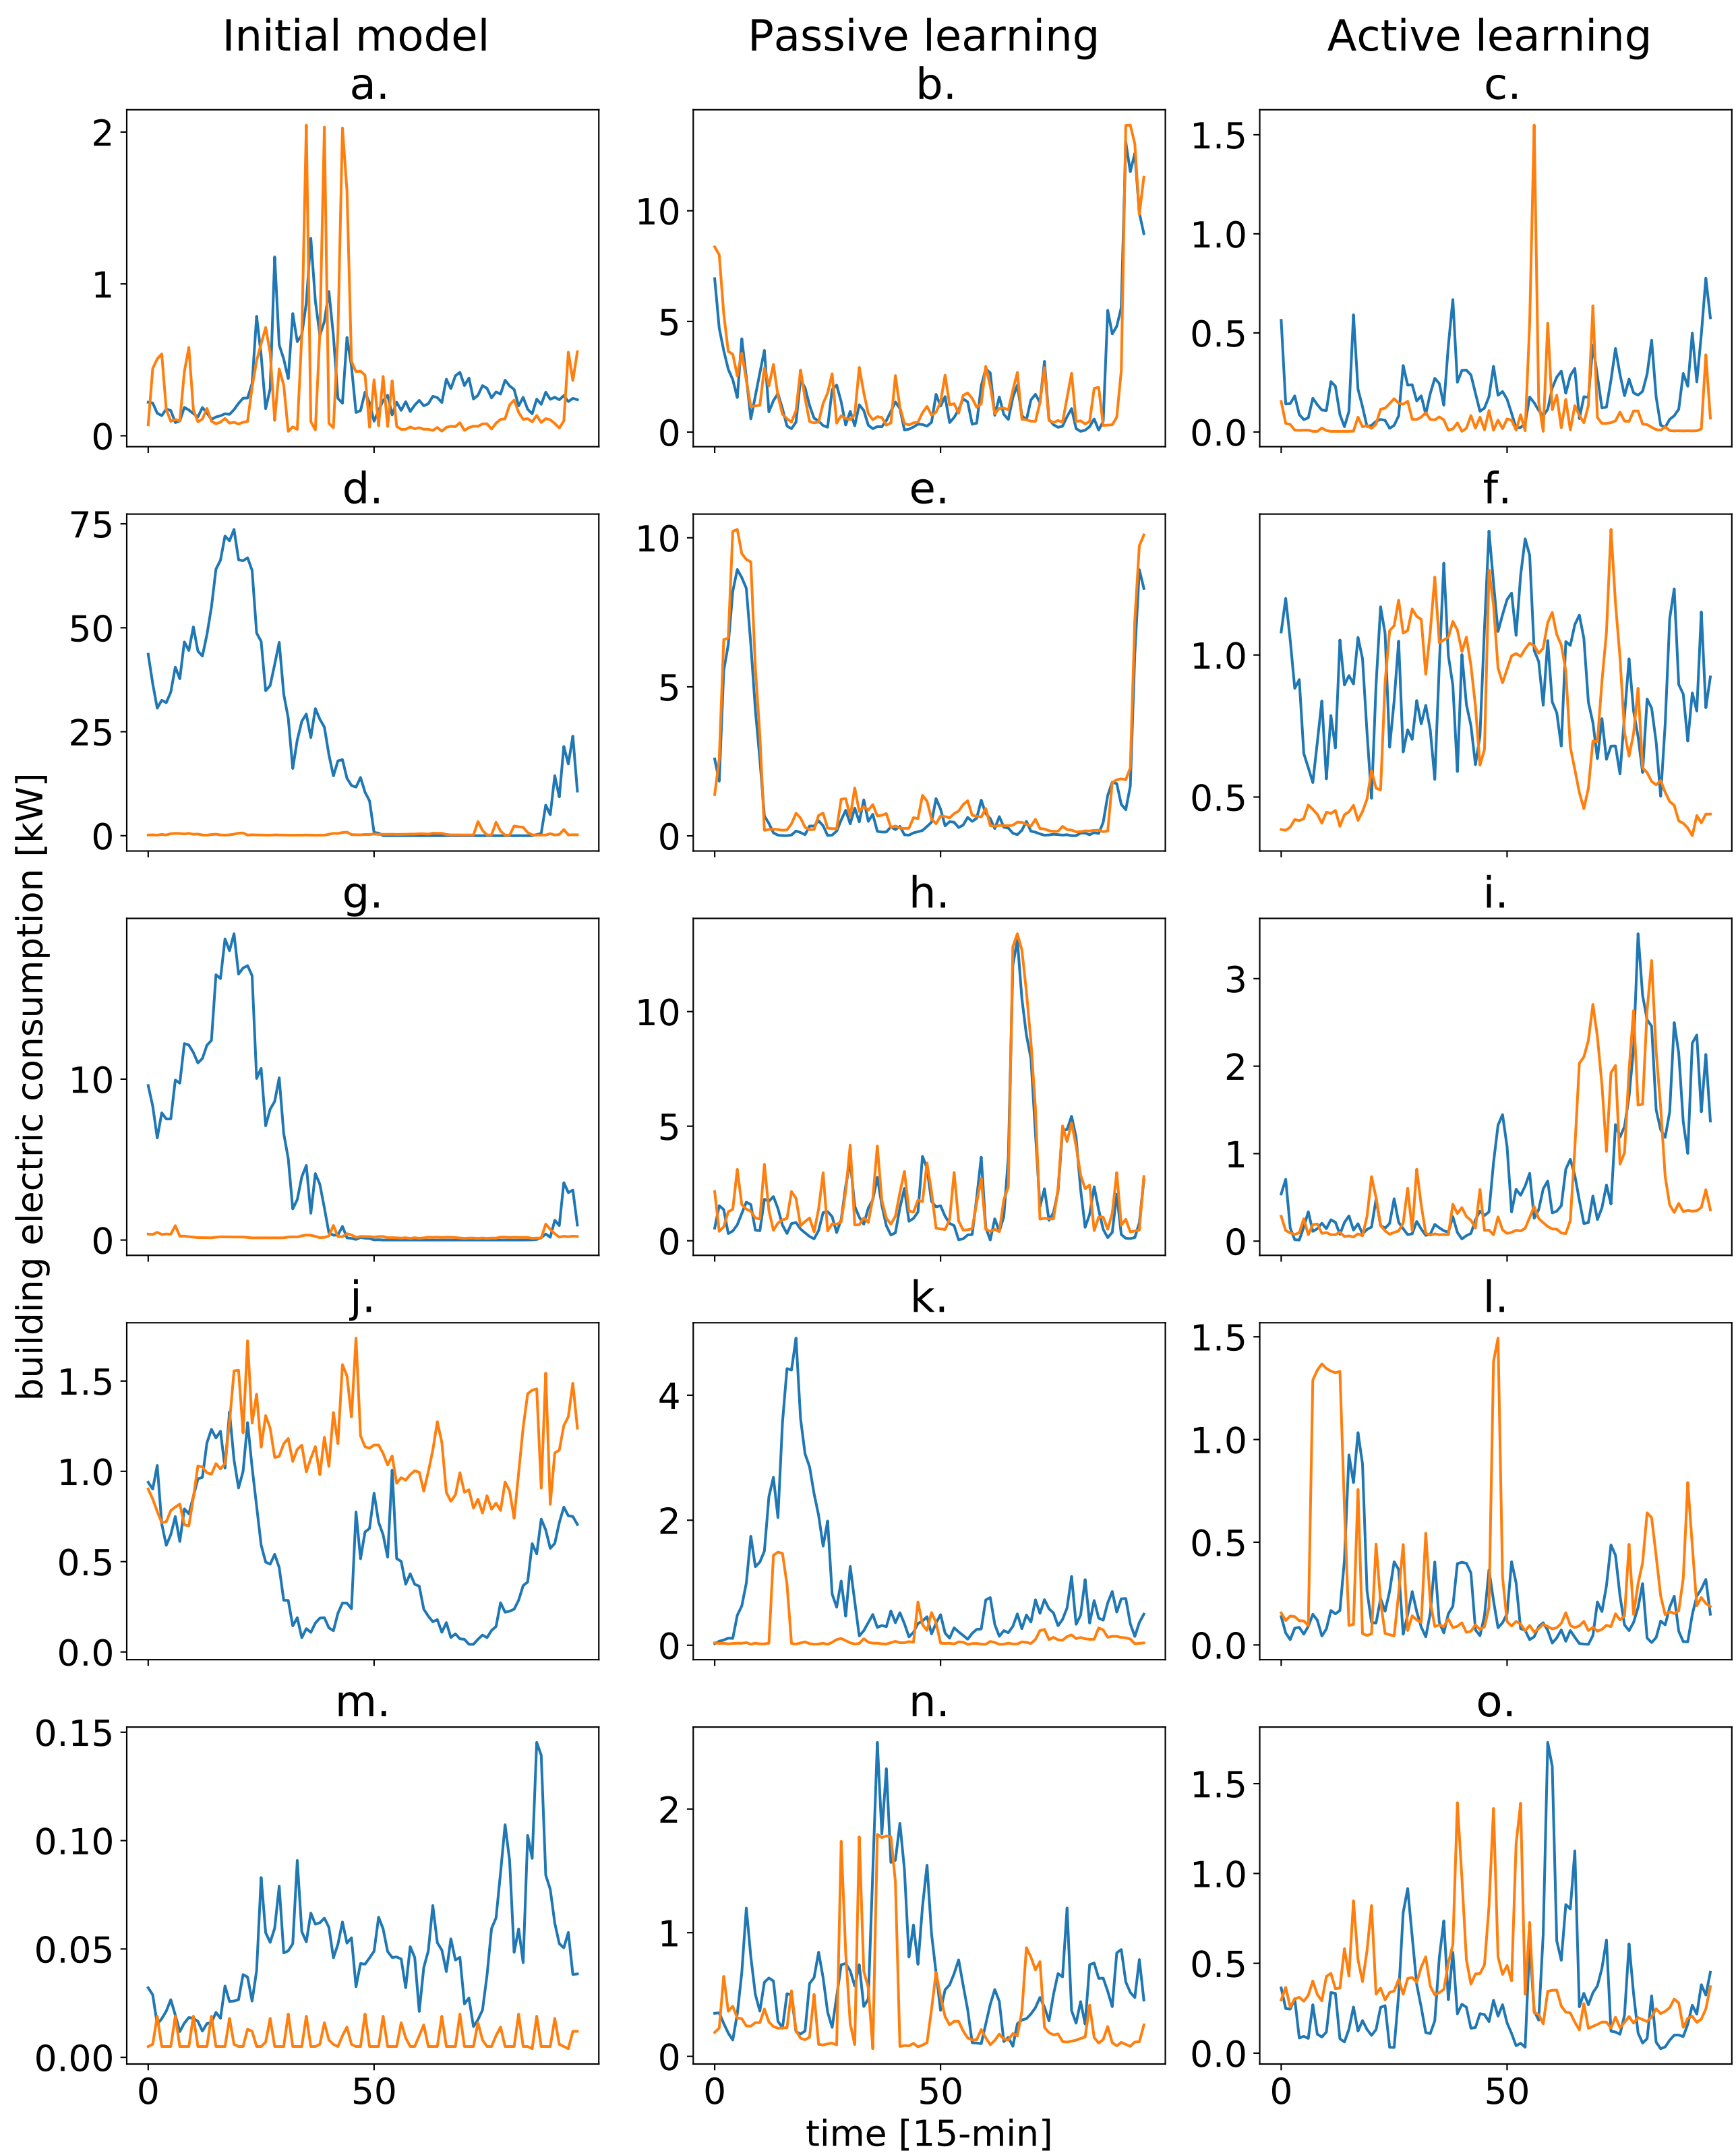 Initial model
Passive learning
Active learning
a.
b.
c.
2
1
0
10
5
0
1.5
1.0
0.5
0.0
d.
e.
f.
75
50
25
0
10
5
0
1.0
0.5
g.
h.
i.
10
0
10
5
0
3
2
1
0
j.
k.
l.
1.5
1.0
0.5
0.0
4
2
0
1.5
1.0
0.5
0.0
m.
n.
o.
0.15
0.10
0.05
0.00
2
1
0
1.5
1.0
0.5
0.0
0 50
0 50
0 50
building electric consumption [kW]
time [15-min]